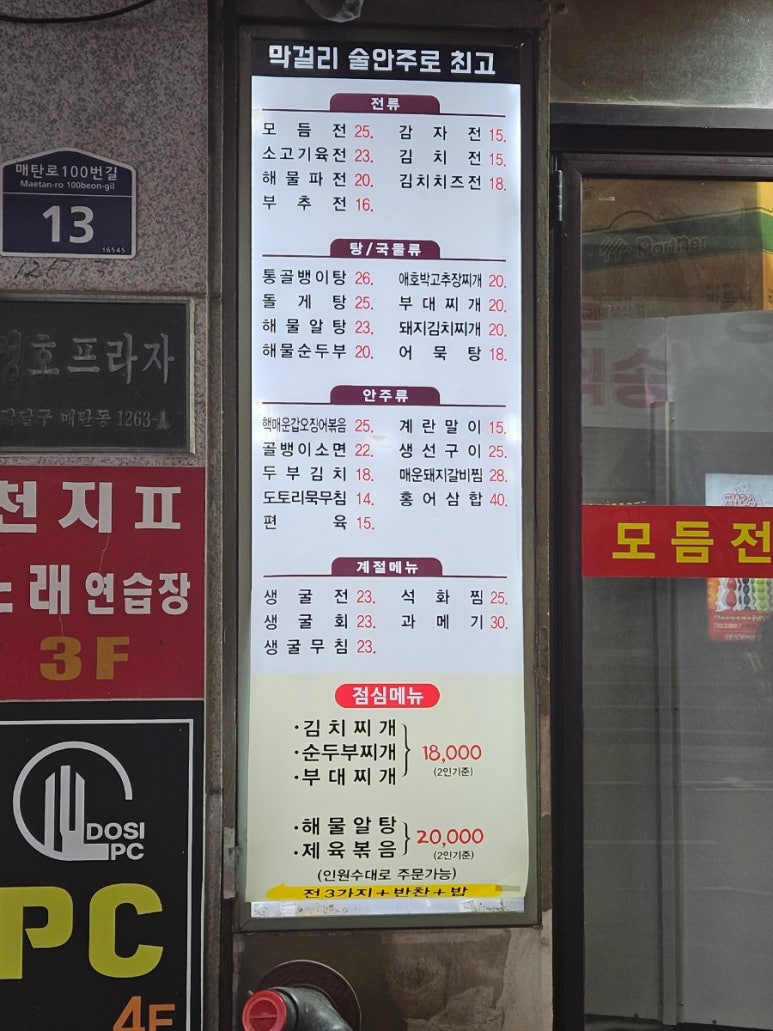 막걸리 술안주로 최고
전류
모듬전 25. 감자전 15.
소고기육전 23. 김치전 15.
해물파전 20. 김치치즈전 18.
부추전 16.
탕/국물류
통골뱅이탕 26. 애호박고추장찌개 20.
돌게탕 25. 부대찌개 20.
해물알탕 23. 돼지김치찌개 20.
해물순두부 20. 어묵탕 18.
안주류
핵매운갑오징어볶음 25. 계란말이 15.
골뱅이소면 22. 생선구이 25.
두부김치 18. 매운돼지갈비찜 28.
도토리묵무침 14. 홍어삼합 40.
편육 15.
계절메뉴
생굴전 23. 석화찜 25.
생굴회 23. 과메기 30.
생굴무침 23.
점심메뉴
·김치찌개
·순두부찌개 18,000
(2인기준)
·부대찌개
·해물알탕
·제육볶음 20,000
(2인기준)
(인원수대로 주문가능)
전 3가지+반찬+밥
매탄로100번길
Maetan-ro 100beon-gil
13
16545
호프라자
매탄동 1263-1
천지표
노래연습장
3F
DOSI
PC
PC
4F
모듬전